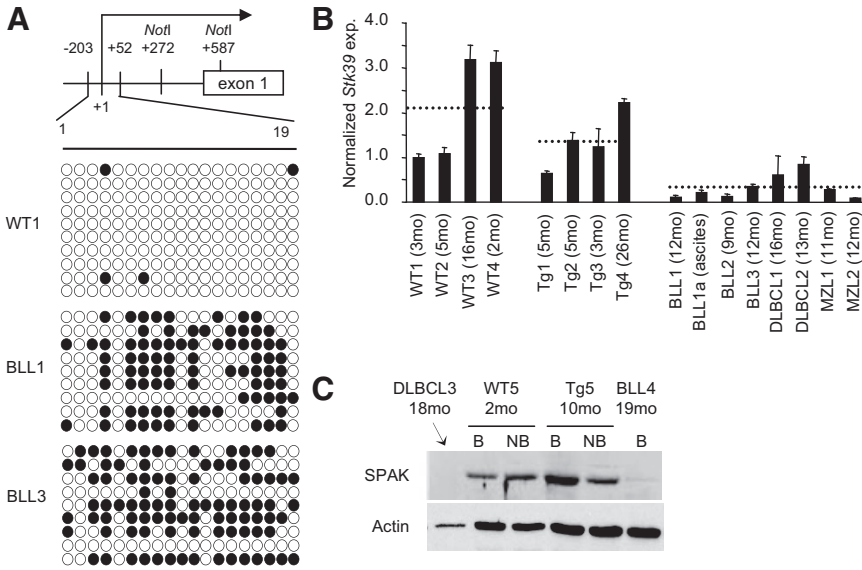 A
NotI NotI
-203 +52 +272 +587
exon 1
+1
1 19
WT1
BLL1
BLL3
B
Normalized Stk39 exp.
4.0
3.0
2.0
1.0
0.0
WT1 (3mo)
WT2 (5mo)
WT3 (16mo)
WT4 (2mo)
Tg1 (5mo)
Tg2 (5mo)
Tg3 (3mo)
Tg4 (26mo)
BLL1 (12mo)
BLL1a (ascites)
BLL2 (9mo)
BLL3 (12mo)
DLBCL1 (16mo)
DLBCL2 (13mo)
MZL1 (11mo)
MZL2 (12mo)
C
DLBCL3 WT5 Tg5 BLL4
18mo 2mo 10mo 19mo
B NB B NB B
SPAK
Actin